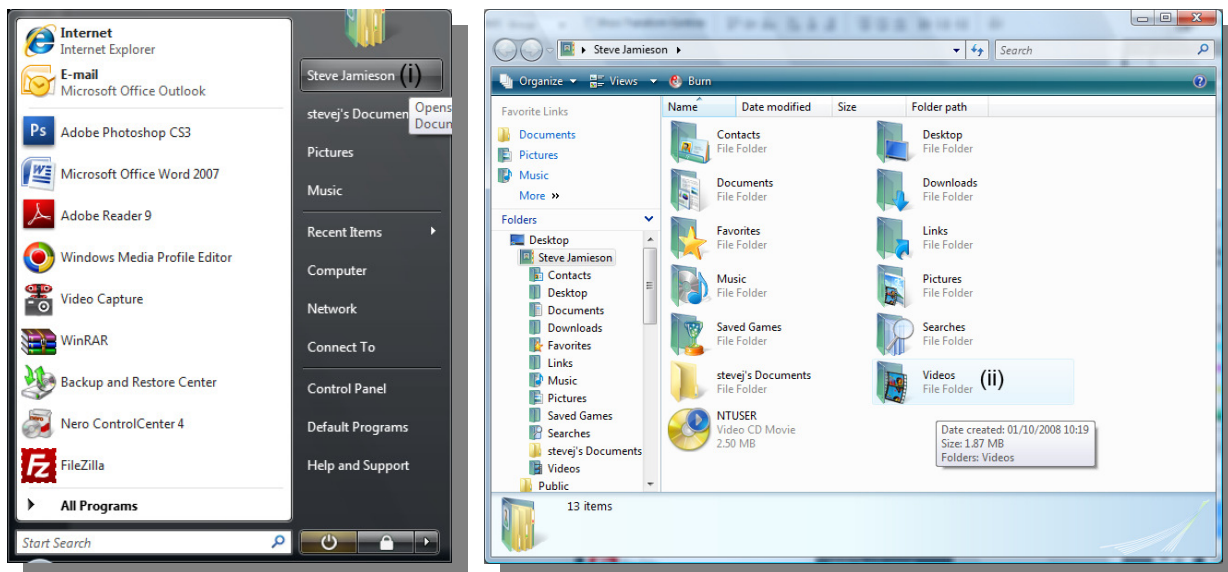 Internet
Internet Explorer
E-mail
Microsoft Office Outlook
Ps Adobe Photoshop CS3
Microsoft Office Word 2007
Adobe Reader 9
Windows Media Profile Editor
Video Capture
WinRAR
Backup and Restore Center
Nero ControlCenter 4
Fz FileZilla
All Programs
Start Search
Steve Jamieson (i)
stevej's Documen
Opens
Docum
Pictures
Music
Recent Items
Computer
Network
Connect To
Control Panel
Default Programs
Help and Support
Steve Jamieson
Search
Organize Views Burn
Favorite Links
Documents
Pictures
Music
More »
Folders
Desktop
Steve Jamieson
Contacts
Desktop
Documents
Downloads
Favorites
Links
Music
Pictures
Saved Games
Searches
stevej's Documents
Videos
Public
Name Date modified Size Folder path
Contacts
File Folder
Desktop
File Folder
Documents
File Folder
Downloads
File Folder
Favorites
File Folder
Links
File Folder
Music
File Folder
Pictures
File Folder
Saved Games
File Folder
Searches
File Folder
stevej's Documents
File Folder
Videos (ii)
File Folder
NTUSER
Video CD Movie
2.50 MB
Date created: 01/10/2008 10:19
Size: 1.87 MB
Folders: Videos
13 items